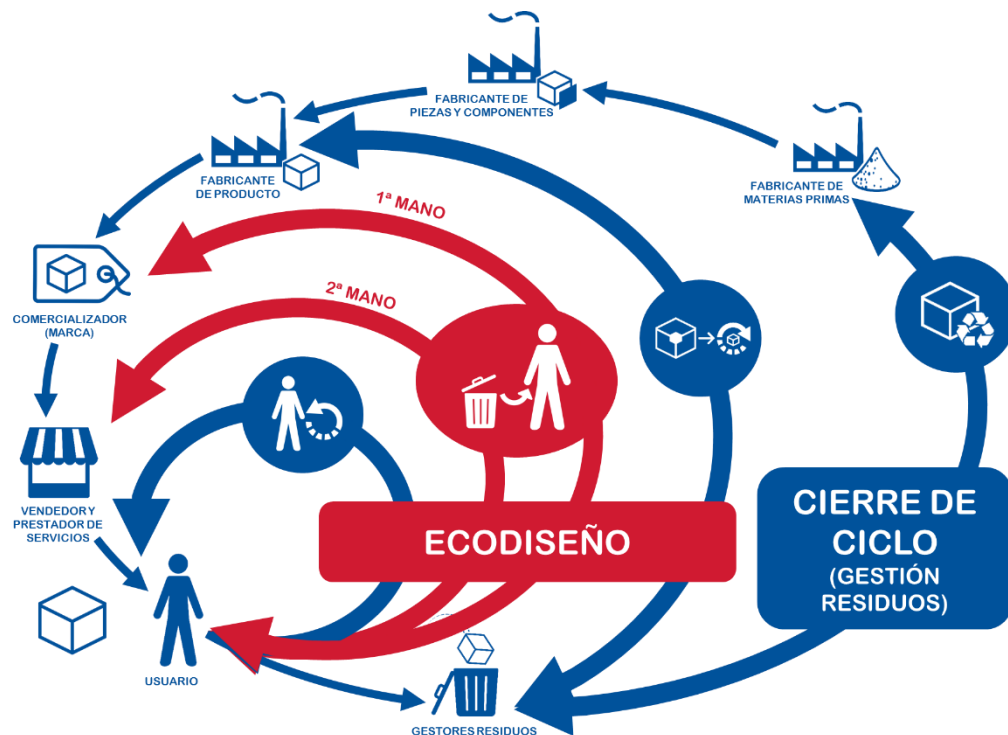 FABRICANTE DE
PIEZAS Y COMPONENTES
FABRICANTE
DE PRODUCTO
FABRICANTE DE
MATERIAS PRIMAS
1ª MANO
2ª MANO
COMERCIALIZADOR
(MARCA)
VENDEDOR Y
PRESTADOR DE
SERVICIOS
ECODISEÑO
CIERRE DE
CICLO
(GESTIÓN
RESIDUOS)
USUARIO
GESTORES RESIDUOS